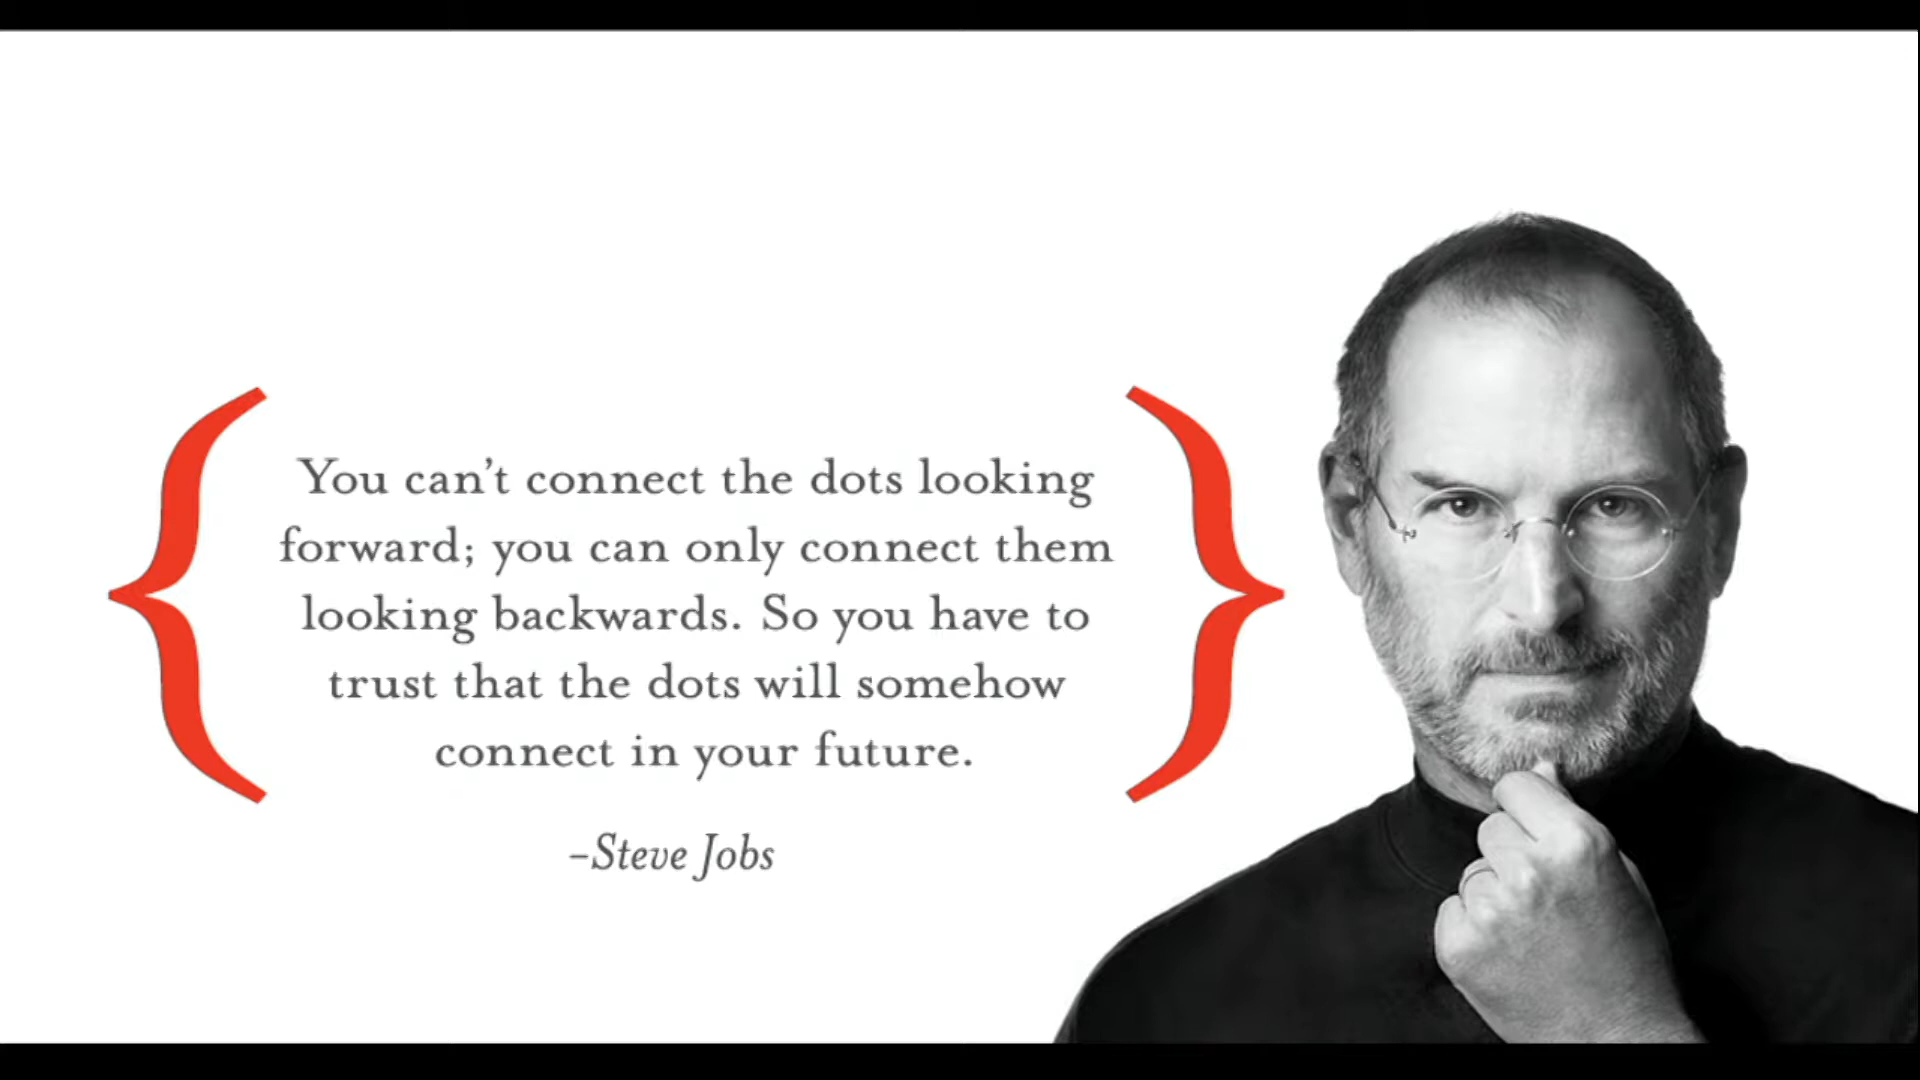 You can’t connect the dots looking
forward; you can only connect them
looking backwards. So you have to
trust that the dots will somehow
connect in your future.
–Steve Jobs